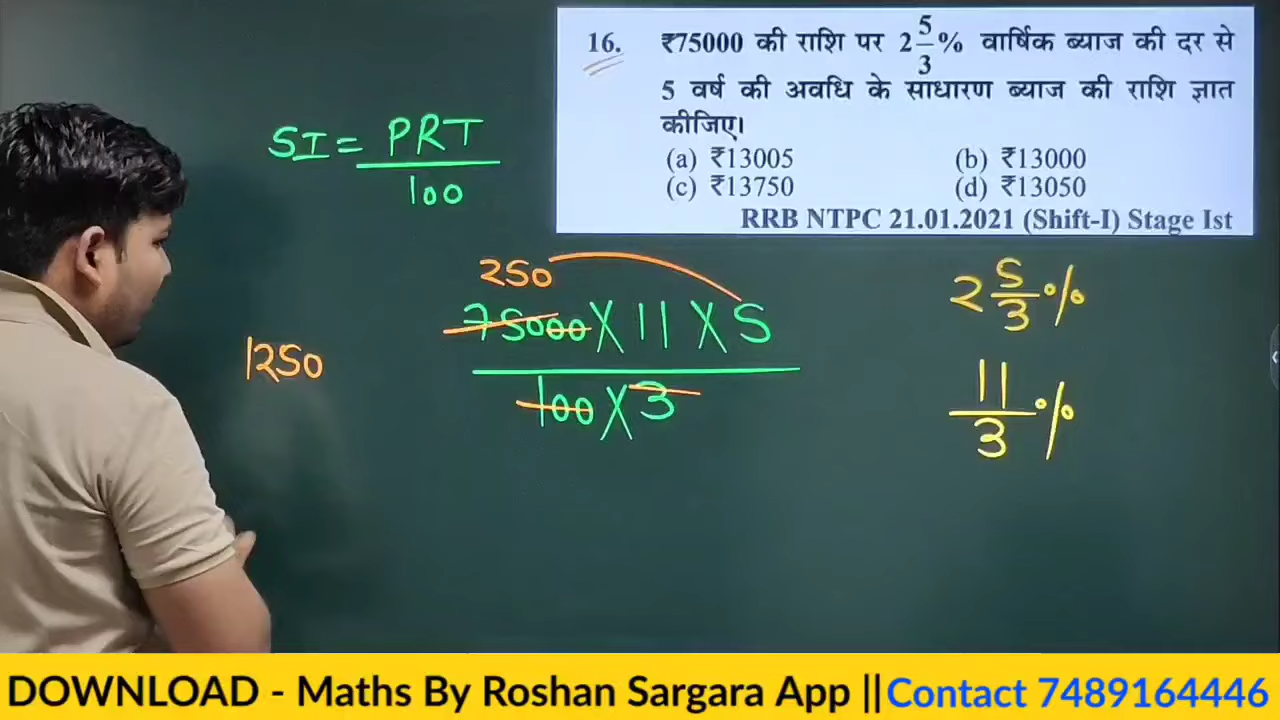 16. ₹75000 की राशि पर 2 5/3% वार्षिक ब्याज की दर से
5 वर्ष की अवधि के साधारण ब्याज की राशि ज्ञात
कीजिए।
(a) ₹13005 (b) ₹13000
(c) ₹13750 (d) ₹13050
RRB NTPC 21.01.2021 (Shift-I) Stage Ist
SI = PRT/100
250
75000 X 11 X 5
100 X 3
1250
2 5/3 %
11/3 %
DOWNLOAD - Maths By Roshan Sargara App || Contact 7489164446